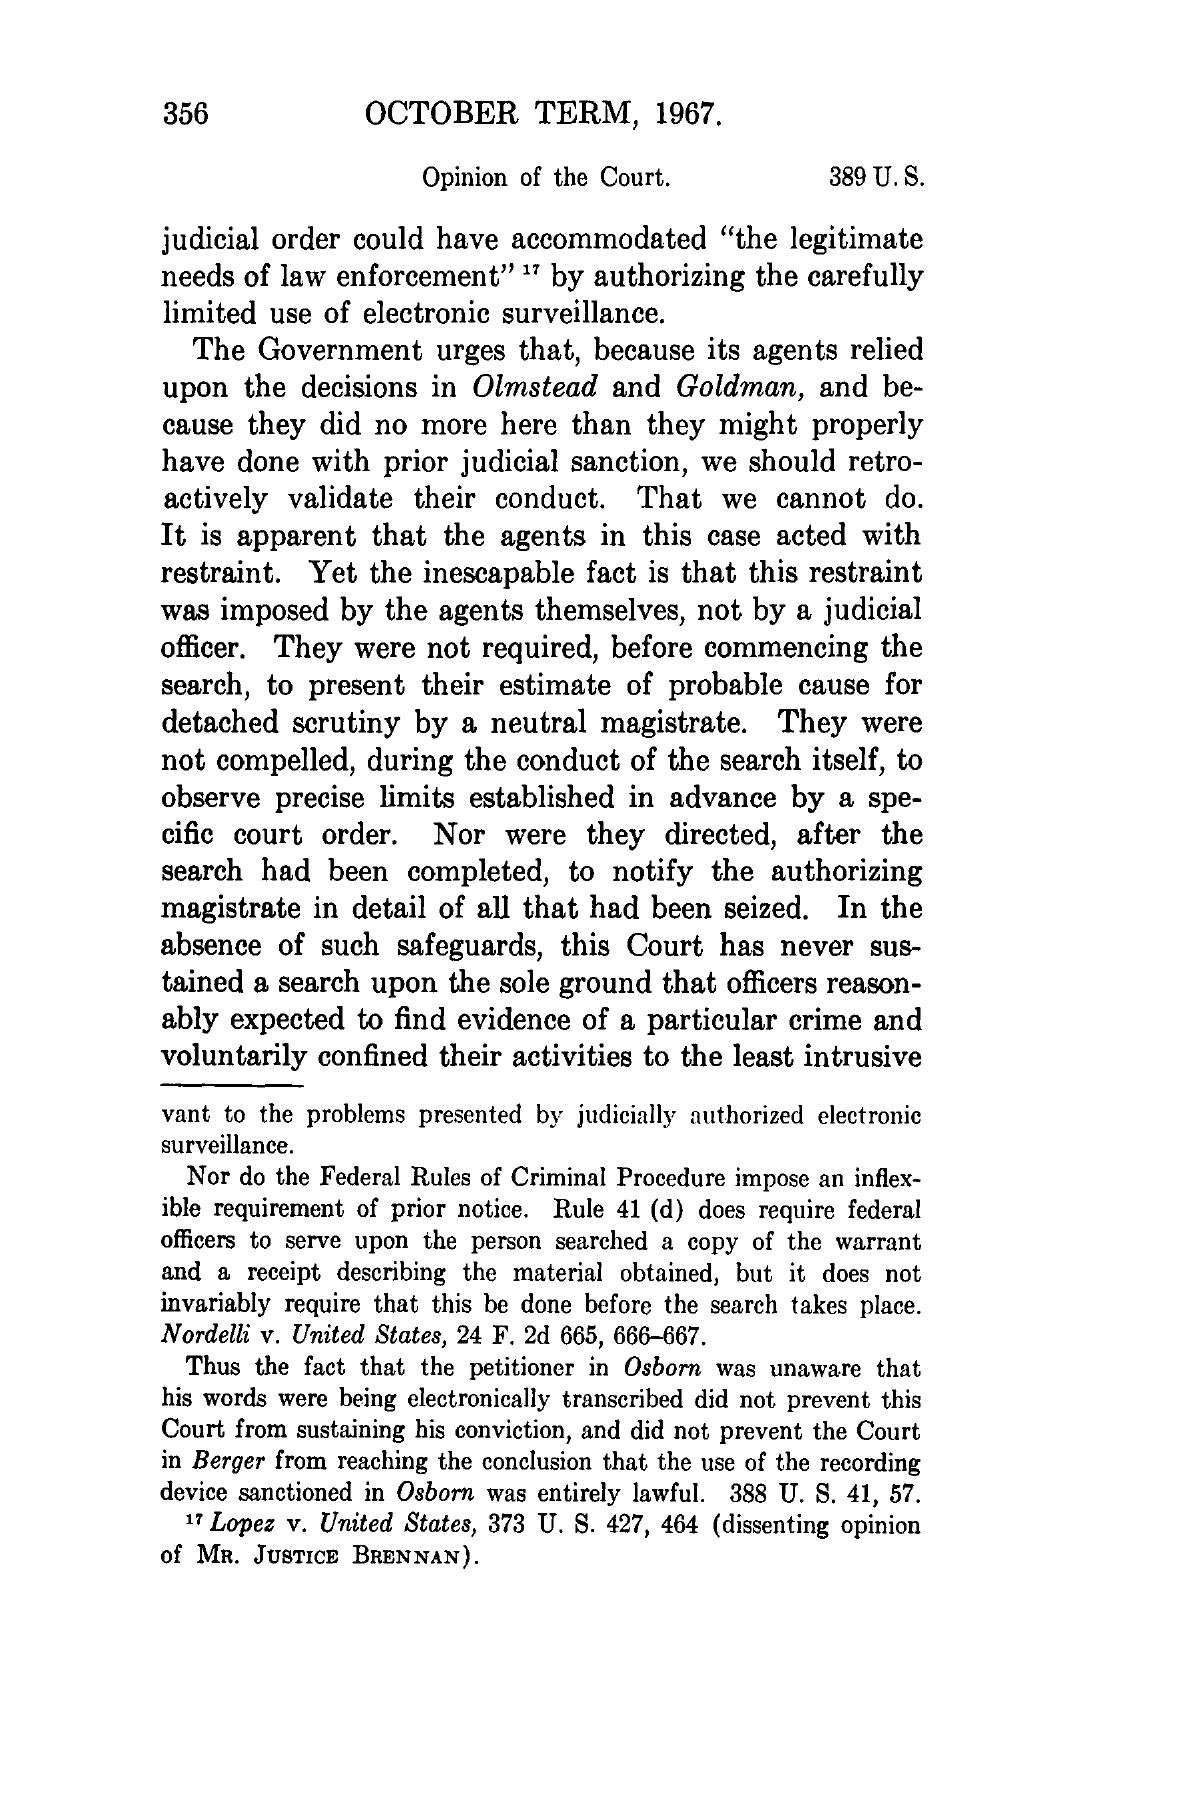 356 OCTOBER TERM, 1967.
Opinion of the Court. 389 U. S.
judicial order could have accommodated “the legitimate
needs of law enforcement” 17 by authorizing the carefully
limited use of electronic surveillance.
The Government urges that, because its agents relied
upon the decisions in Olmstead and Goldman, and be-
cause they did no more here than they might properly
have done with prior judicial sanction, we should retro-
actively validate their conduct. That we cannot do.
It is apparent that the agents in this case acted with
restraint. Yet the inescapable fact is that this restraint
was imposed by the agents themselves, not by a judicial
officer. They were not required, before commencing the
search, to present their estimate of probable cause for
detached scrutiny by a neutral magistrate. They were
not compelled, during the conduct of the search itself, to
observe precise limits established in advance by a spe-
cific court order. Nor were they directed, after the
search had been completed, to notify the authorizing
magistrate in detail of all that had been seized. In the
absence of such safeguards, this Court has never sus-
tained a search upon the sole ground that officers reason-
ably expected to find evidence of a particular crime and
voluntarily confined their activities to the least intrusive
vant to the problems presented by judicially authorized electronic
surveillance.
Nor do the Federal Rules of Criminal Procedure impose an inflex-
ible requirement of prior notice. Rule 41 (d) does require federal
officers to serve upon the person searched a copy of the warrant
and a receipt describing the material obtained, but it does not
invariably require that this be done before the search takes place.
Nordelli v. United States, 24 F. 2d 665, 666–667.
Thus the fact that the petitioner in Osborn was unaware that
his words were being electronically transcribed did not prevent this
Court from sustaining his conviction, and did not prevent the Court
in Berger from reaching the conclusion that the use of the recording
device sanctioned in Osborn was entirely lawful. 388 U. S. 41, 57.
17 Lopez v. United States, 373 U. S. 427, 464 (dissenting opinion
of MR. JUSTICE BRENNAN).